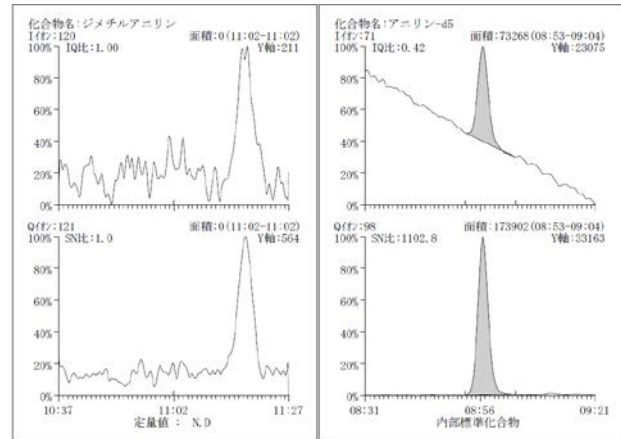 化合物名:ジメチルアニリン
Iイオン:120 面積:0(11:02-11:02)
100% IQ比:1.00 Y軸:211
80%
60%
40%
20%
0%
Qイオン:121 面積:0(11:02-11:02)
100% SN比:1.0 Y軸:564
80%
60%
40%
20%
0%
10:37 11:02 11:27
定量値 : N.D
化合物名:アニリン-d5
Iイオン:71 面積:73268(08:53-09:04)
100% IQ比:0.42 Y軸:23075
80%
60%
40%
20%
0%
Qイオン:98 面積:173902(08:53-09:04)
100% SN比:1102.8 Y軸:33163
80%
60%
40%
20%
0%
08:31 08:56 09:21
内部標準化合物